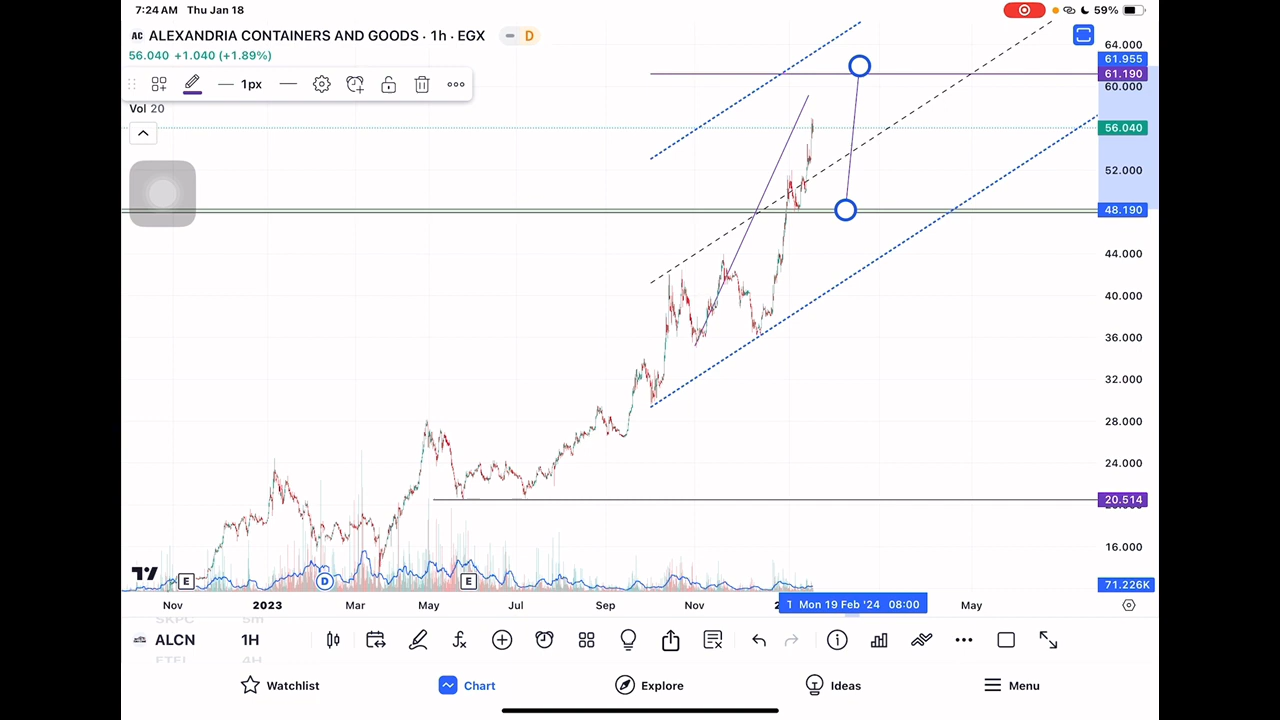 7:24 AM Thu Jan 18
59%
AC ALEXANDRIA CONTAINERS AND GOODS · 1h · EGX
D
56.040 +1.040 (+1.89%)
1px
Vol 20
64.000
61.955
61.190
60.000
56.040
52.000
48.190
44.000
40.000
36.000
32.000
28.000
24.000
20.514
16.000
71.226K
E
D
E
Nov 2023 Mar May Jul Sep Nov
Mon 19 Feb '24 08:00
May
SKPC 5m
ALCN 1H
ETEL 4H
Watchlist
Chart
Explore
Ideas
Menu